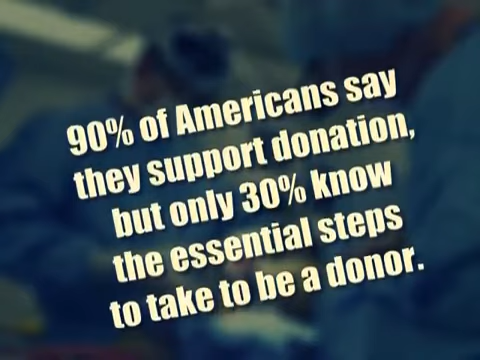 90% of Americans say
they support donation,
but only 30% know
the essential steps
to take to be a donor.